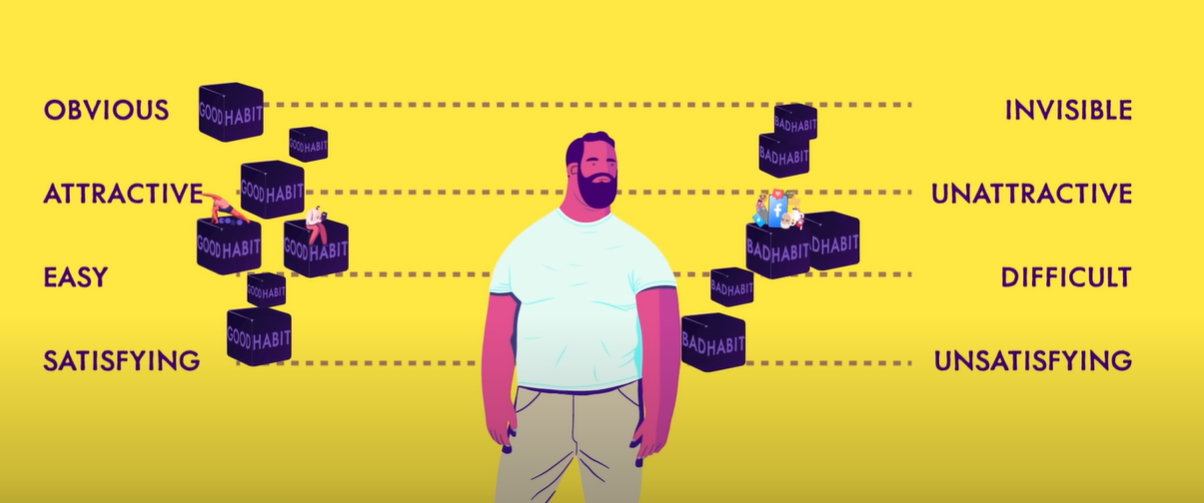 OBVIOUS
GOOD HABIT
INVISIBLE
BAD HABIT
GOOD HABIT
BAD HABIT
ATTRACTIVE
GOOD HABIT
UNATTRACTIVE
f
GOOD HABIT
GOOD HABIT
BAD HABIT
EASY
DIFFICULT
GOOD HABIT
BAD HABIT
GOOD HABIT
BAD HABIT
SATISFYING
UNSATISFYING